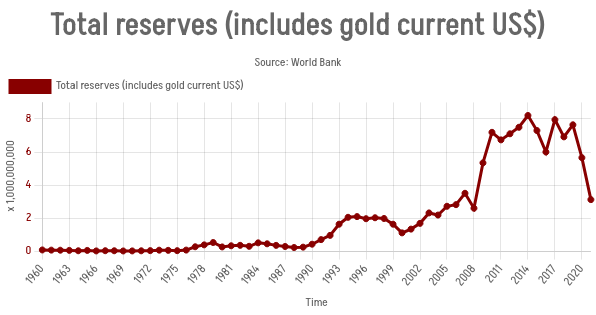 Total reserves (includes gold current US$)
Source: World Bank
Total reserves (includes gold current US$)
x 1,000,000,000
8
6
4
2
0
1960 1963 1966 1969 1972 1975 1978 1981 1984 1987 1990 1993 1996 1999 2002 2005 2008 2011 2014 2017 2020
Time